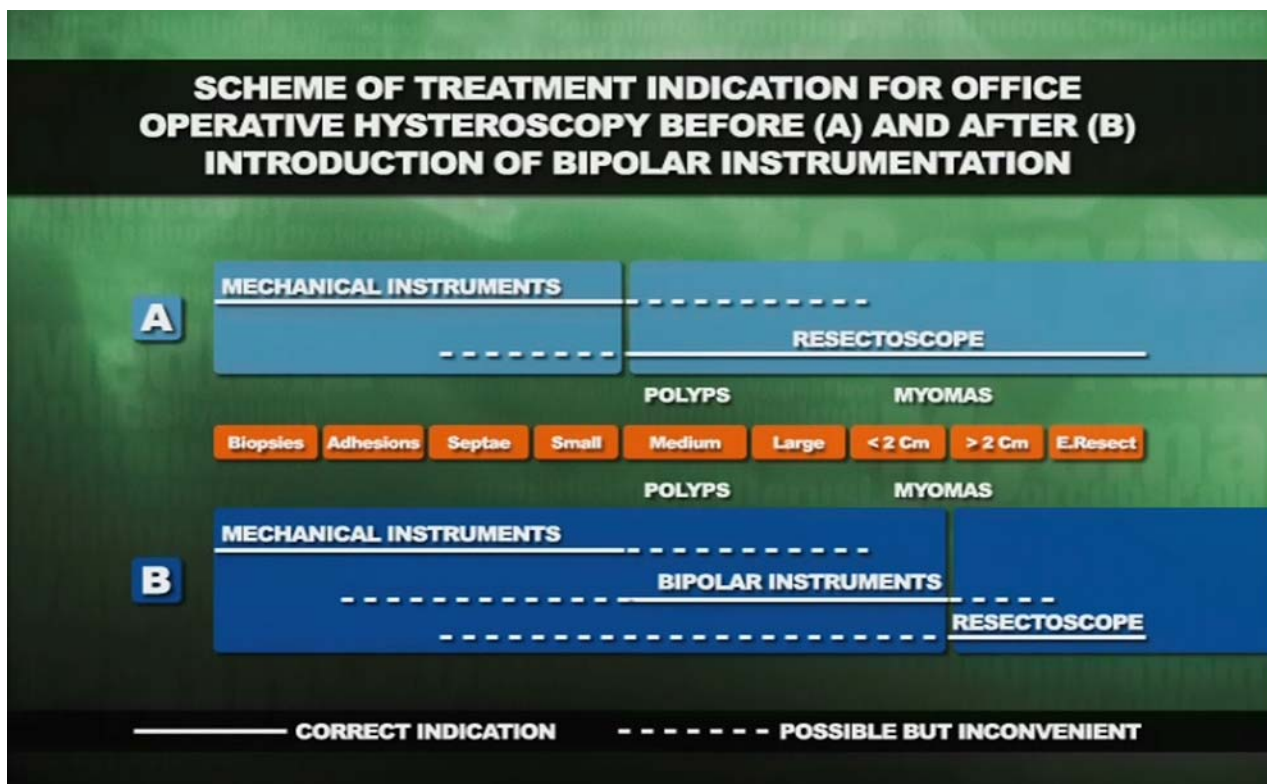 SCHEME OF TREATMENT INDICATION FOR OFFICE
OPERATIVE HYSTEROSCOPY BEFORE (A) AND AFTER (B)
INTRODUCTION OF BIPOLAR INSTRUMENTATION
A
MECHANICAL INSTRUMENTS
RESECTOSCOPE
POLYPS MYOMAS
Biopsies Adhesions Septae Small Medium Large < 2 Cm > 2 Cm E.Resect
POLYPS MYOMAS
B
MECHANICAL INSTRUMENTS
BIPOLAR INSTRUMENTS
RESECTOSCOPE
CORRECT INDICATION POSSIBLE BUT INCONVENIENT